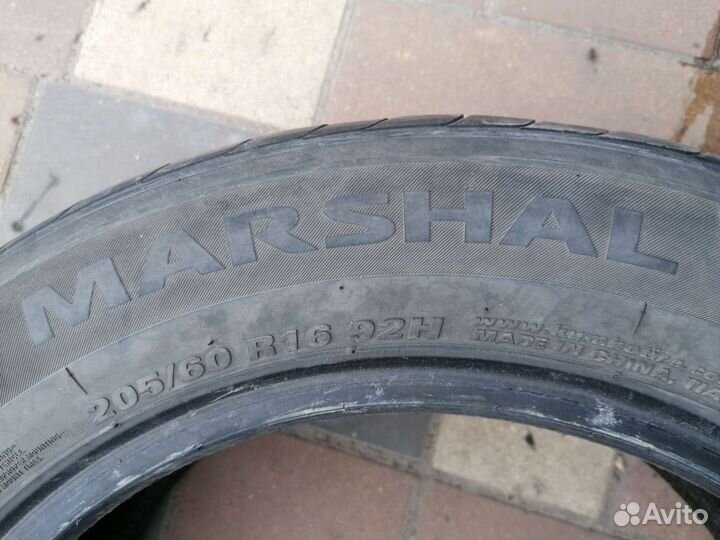 MARSHAL
205/60 R16 92H
MADE IN CHINA,
Avito